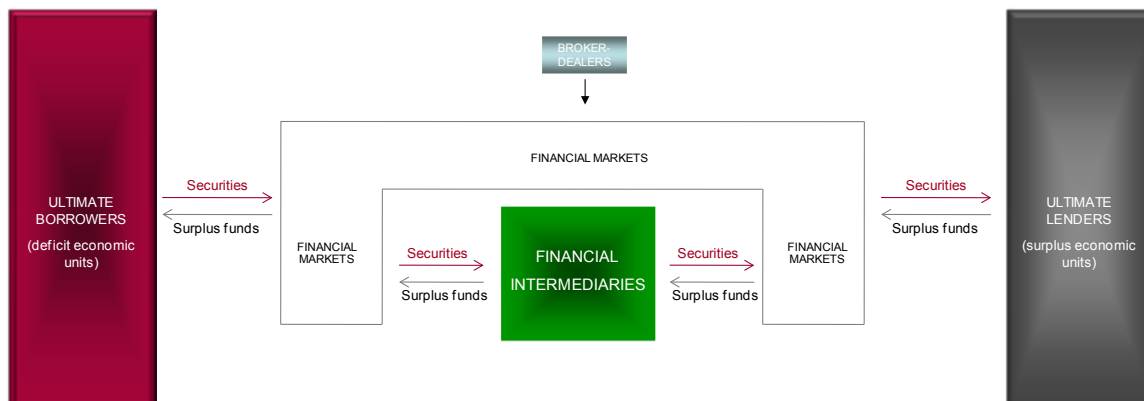 BROKER-
DEALERS
FINANCIAL MARKETS
ULTIMATE
BORROWERS
(deficit economic
units)
Securities
Surplus funds
FINANCIAL
MARKETS
Securities
Surplus funds
FINANCIAL
INTERMEDIARIES
Securities
Surplus funds
FINANCIAL
MARKETS
Securities
Surplus funds
ULTIMATE
LENDERS
(surplus economic
units)